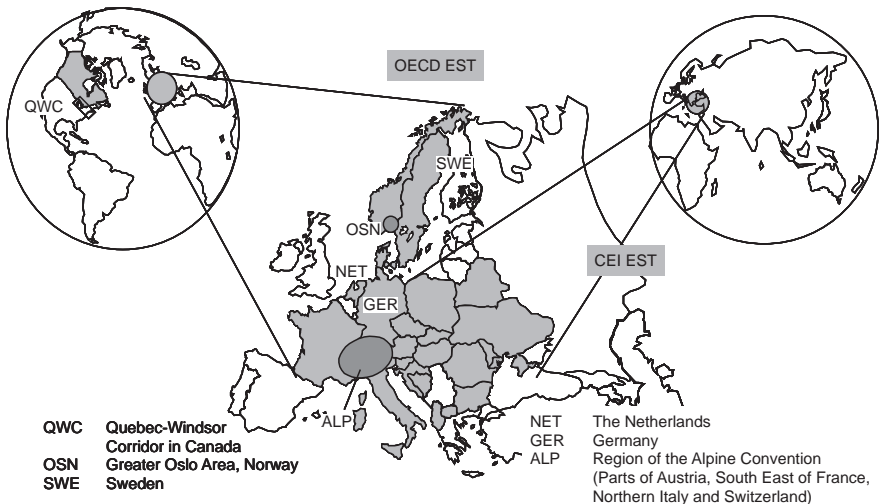 OECD EST
QWC
SWE
OSN
CEI EST
NET
GER
ALP
QWC Quebec-Windsor
Corridor in Canada
OSN Greater Oslo Area, Norway
SWE Sweden
NET The Netherlands
GER Germany
ALP Region of the Alpine Convention
(Parts of Austria, South East of France,
Northern Italy and Switzerland)